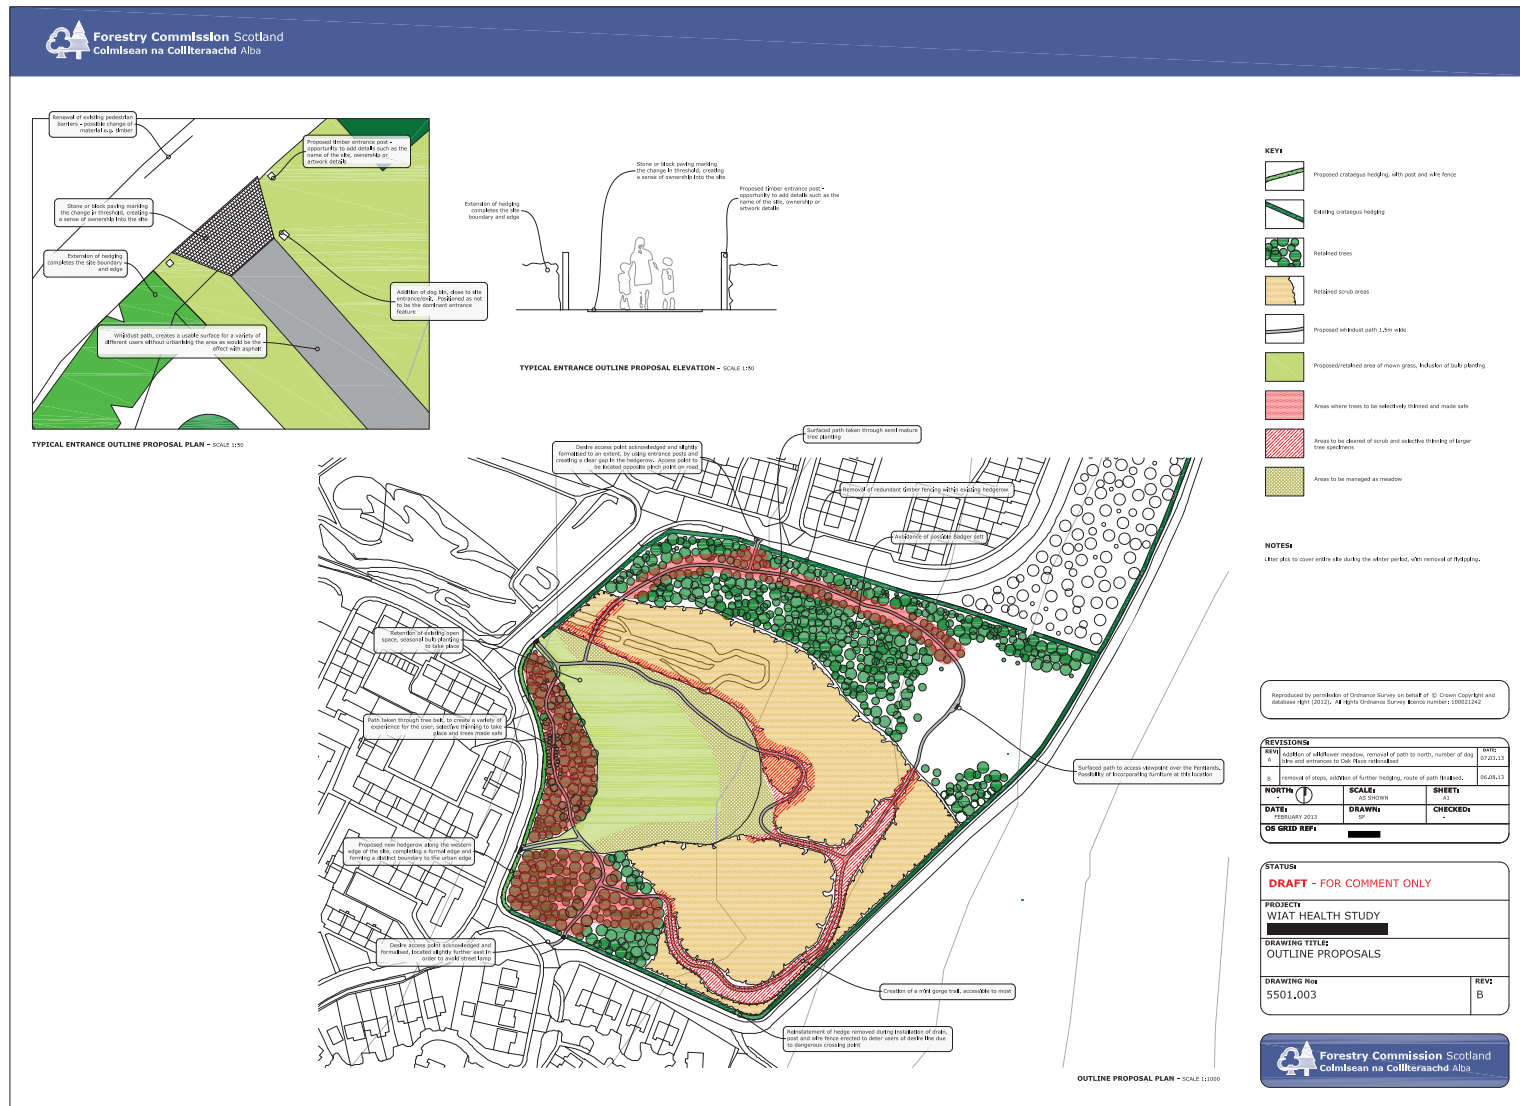 Forestry Commission Scotland
Coimisean na Coillteraachd Alba
Renewal of existing pedestrian
barriers - possible change of
material e.g. timber
Proposed timber entrance post -
opportunity to add details such as the
name of the site, ownership or
artwork details
Stone or block paving marking
the change in threshold, creating
a sense of ownership into the site
Extension of hedging
completes the site boundary
and edge
Addition of dog bin, close to site
entrance/exit. Positioned as not
to be the dominant entrance
feature
Whindust path, creates a usable surface for a variety of
different users without urbanising the area as would be the
effect with asphalt
TYPICAL ENTRANCE OUTLINE PROPOSAL PLAN - SCALE 1:50
Stone or block paving marking
the change in threshold, creating
a sense of ownership into the site
Proposed timber entrance post -
opportunity to add details such as the
name of the site, ownership or
artwork details
Extension of hedging
completes the site
boundary and edge
TYPICAL ENTRANCE OUTLINE PROPOSAL ELEVATION - SCALE 1:50
KEY:
Proposed crataegus hedging, with post and wire fence
Existing crataegus hedging
Retained trees
Retained scrub areas
Proposed whindust path 1.5m wide
Proposed/retained area of mown grass, inclusion of bulb planting
Areas where trees to be selectively thinned and made safe
Areas to be cleared of scrub and selective thinning of larger
tree specimens
Areas to be managed as meadow
NOTES:
Litter pick to cover entire site during the winter period, with removal of flytipping.
Surfaced path taken through semi mature
tree planting
Desire access point acknowledged and slightly
formalised to an extent, by using entrance posts and
creating a clear gap in the hedgerow. Access point to
be located opposite pinch point on road
Removal of redundant timber fencing within existing hedgerow
Avoidance of possible Badger sett
Retention of existing open
space, seasonal bulb planting
to take place
Path taken through tree belt, to create a variety of
experience for the user, selective thinning to take
place and trees made safe
Surfaced path to access viewpoint over the Pentlands.
Possibility of incorporating furniture at this location
Proposed new hedgerow along the western
edge of the site, completing a formal edge and
forming a distinct boundary to the urban edge
Desire access point acknowledged and
formalised, located slightly further east in
order to avoid street lamp
Creation of a mini gorge trail, accessible to most
Reinstatement of hedge removed during installation of drain,
post and wire fence erected to deter users of desire line due
to dangerous crossing point
OUTLINE PROPOSAL PLAN - SCALE 1:1000
Reproduced by permission of Ordnance Survey on behalf of © Crown Copyright and
database right (2012). All rights Ordnance Survey licence number: 100021242
REVISIONS:
REV: DATE:
A Addition of wildflower meadow, removal of path to north, number of dog
bins and entrances to Oak Place rationalised 07.03.13
B removal of steps, addition of further hedging, route of path finalised. 06.08.13
NORTH: - SCALE: AS SHOWN SHEET: A1
DATE: FEBRUARY 2013 DRAWN: SF CHECKED: -
OS GRID REF:
STATUS:
DRAFT - FOR COMMENT ONLY
PROJECT:
WIAT HEALTH STUDY
DRAWING TITLE:
OUTLINE PROPOSALS
DRAWING No: REV:
5501.003 B
Forestry Commission Scotland
Coimisean na Coillteraachd Alba